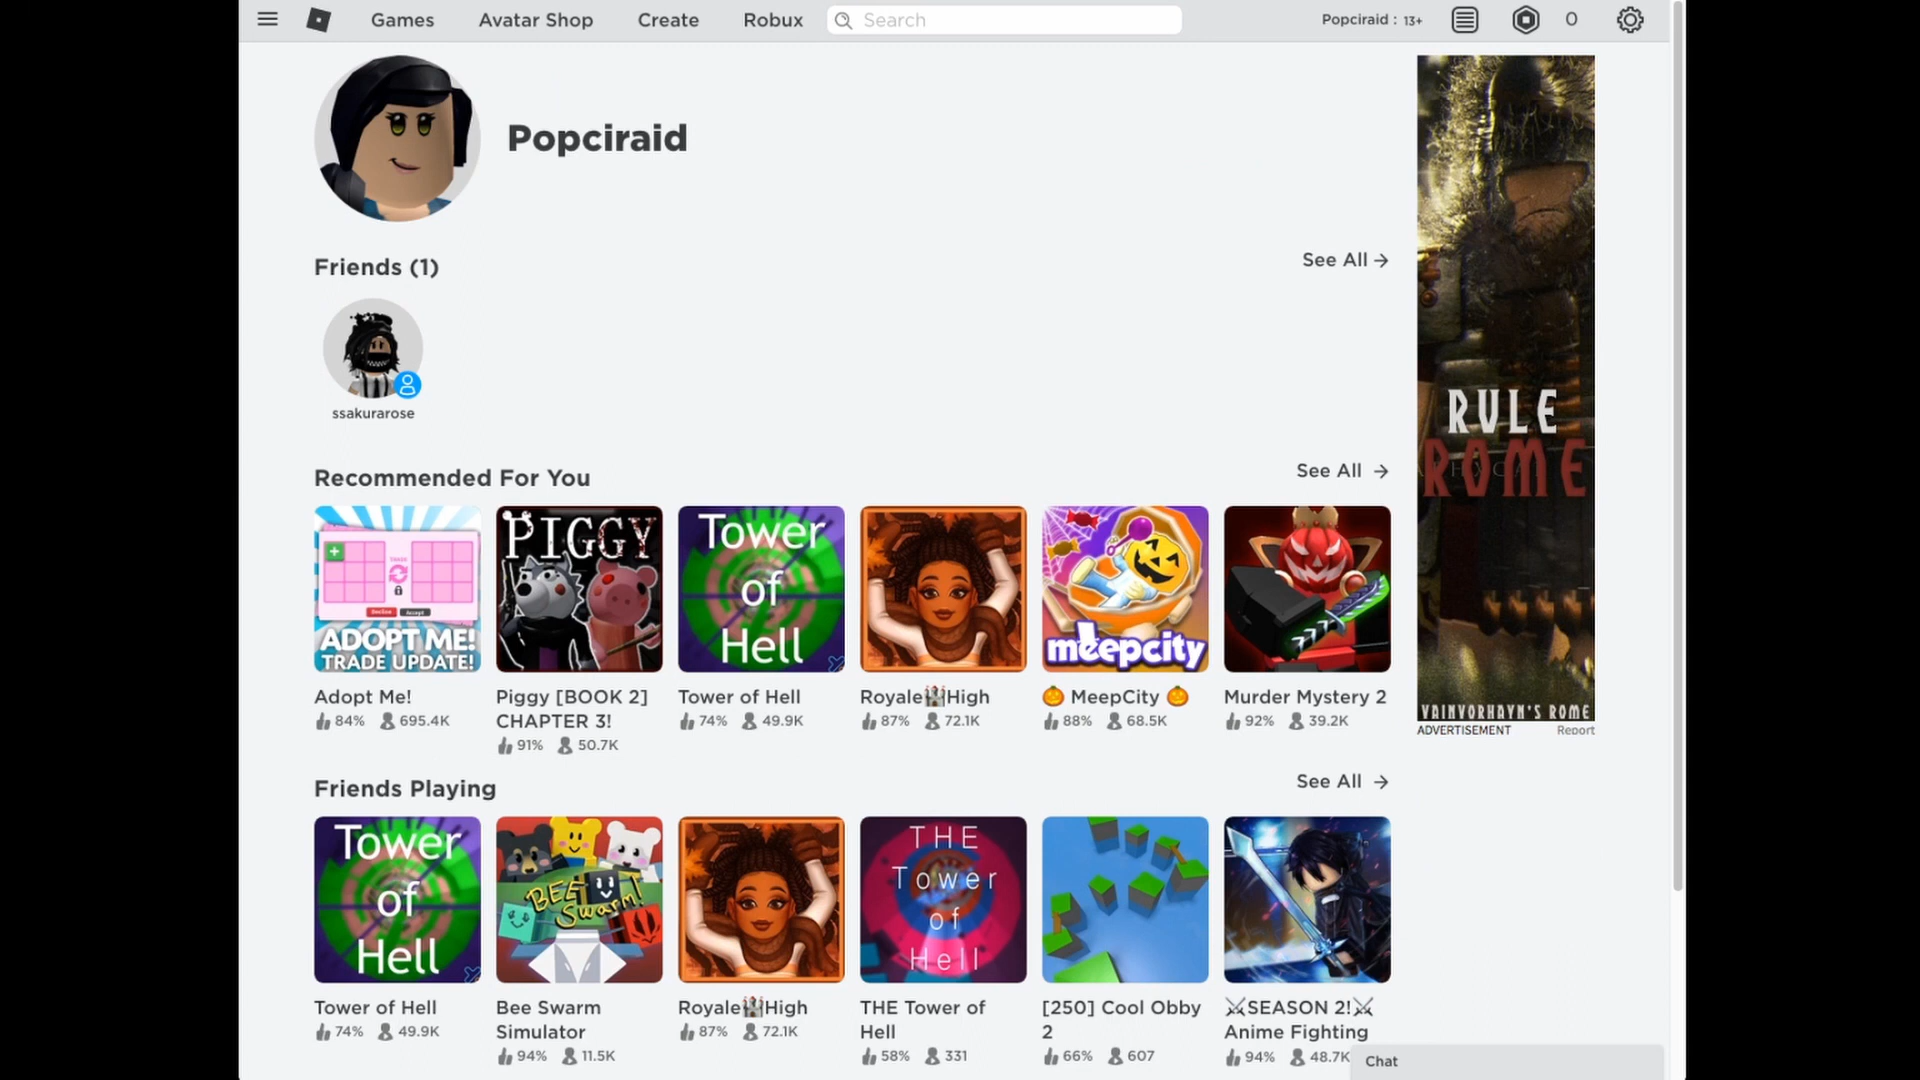 Games Avatar Shop Create Robux Search Popciraid : 13+ 0
Popciraid
Friends (1) See All →
ssakurarose
Recommended For You See All →
TRADE
Decline Accept
ADOPT ME!
TRADE UPDATE!
PIGGY
Tower
of
Hell
meepcity
Adopt Me!
84% 695.4K
Piggy [BOOK 2]
CHAPTER 3!
91% 50.7K
Tower of Hell
74% 49.9K
Royale🏰High
87% 72.1K
🎃 MeepCity 🎃
88% 68.5K
Murder Mystery 2
92% 39.2K
RULE
ROME
VAINVORHAYN'S ROME
ADVERTISEMENT Report
Friends Playing See All →
Tower
of
Hell
BEE
Swarm!
THE
Tower
of
Hell
Tower of Hell
74% 49.9K
Bee Swarm
Simulator
94% 11.5K
Royale🏰High
87% 72.1K
THE Tower of
Hell
58% 331
[250] Cool Obby
2
66% 607
⚔SEASON 2!⚔
Anime Fighting
94% 48.7K
Chat